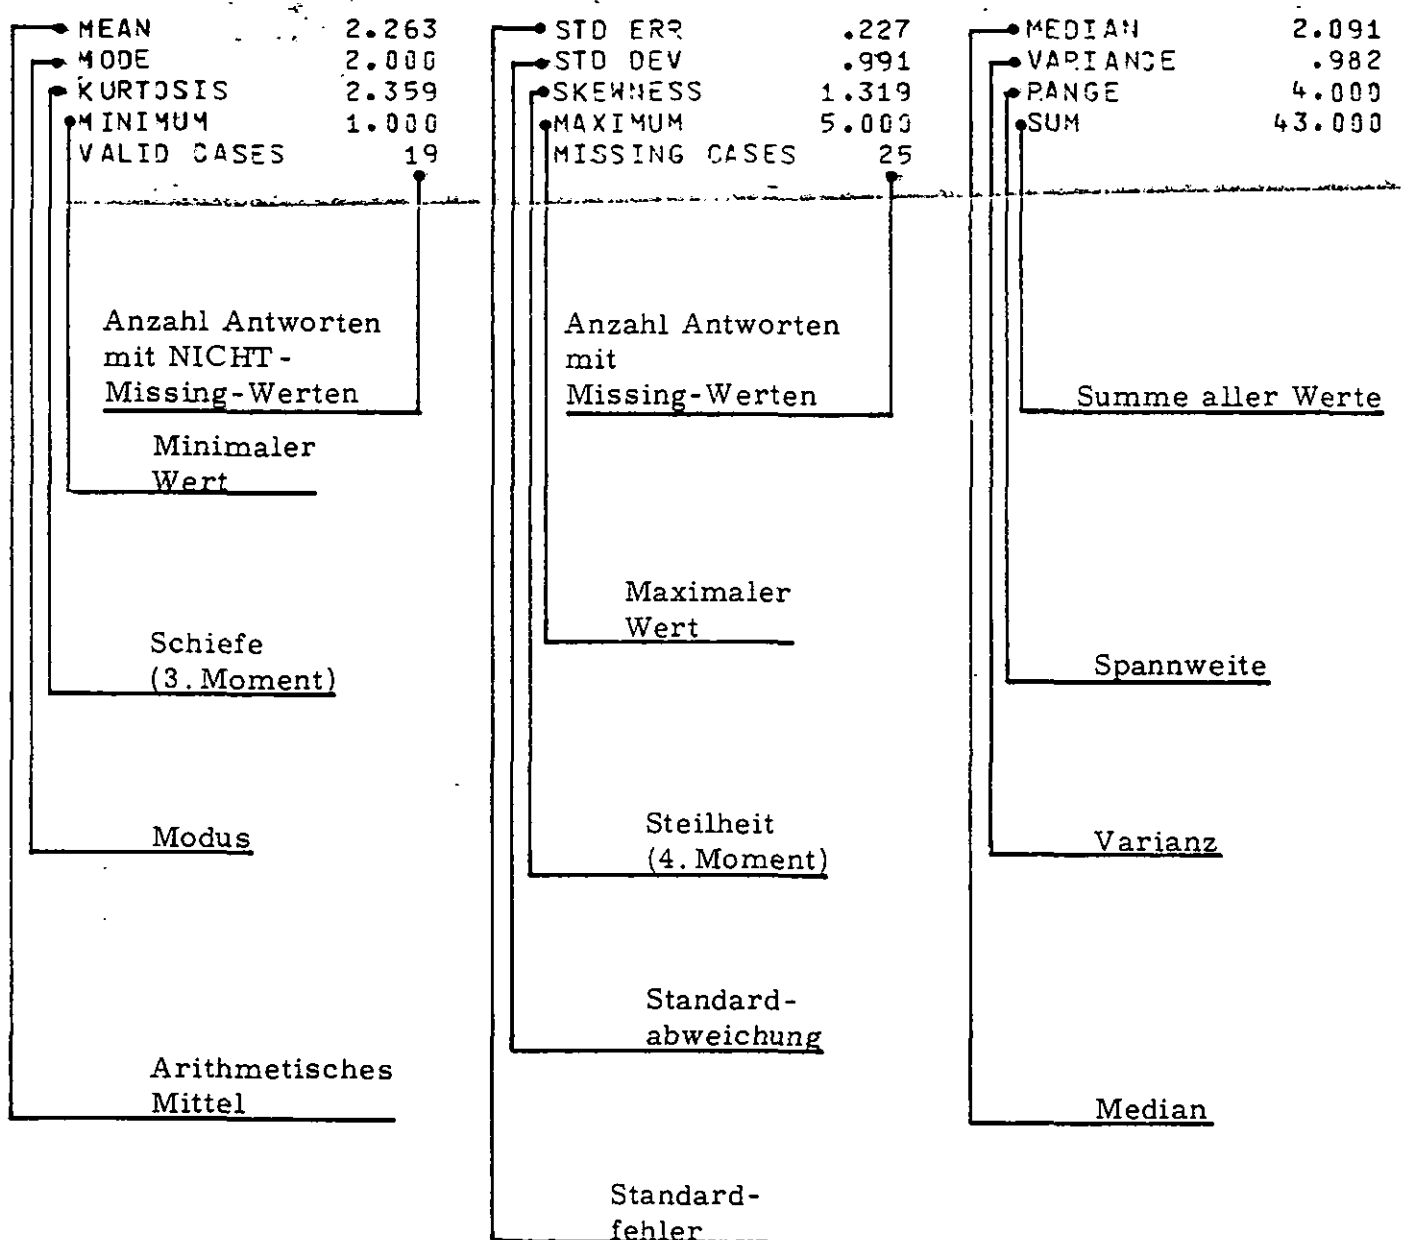 MEAN 2.263 STD ERR .227 MEDIAN 2.091
MODE 2.000 STD DEV .991 VARIANCE .982
KURTOSIS 2.359 SKEWNESS 1.319 RANGE 4.000
MINIMUM 1.000 MAXIMUM 5.000 SUM 43.000
VALID CASES 19 MISSING CASES 25
Anzahl Antworten
mit NICHT-
Missing-Werten
Anzahl Antworten
mit
Missing-Werten
Summe aller Werte
Minimaler
Wert
Maximaler
Wert
Schiefe
(3. Moment)
Spannweite
Modus
Steilheit
(4. Moment)
Varianz
Standard-
abweichung
Arithmetisches
Mittel
Median
Standard-
fehler